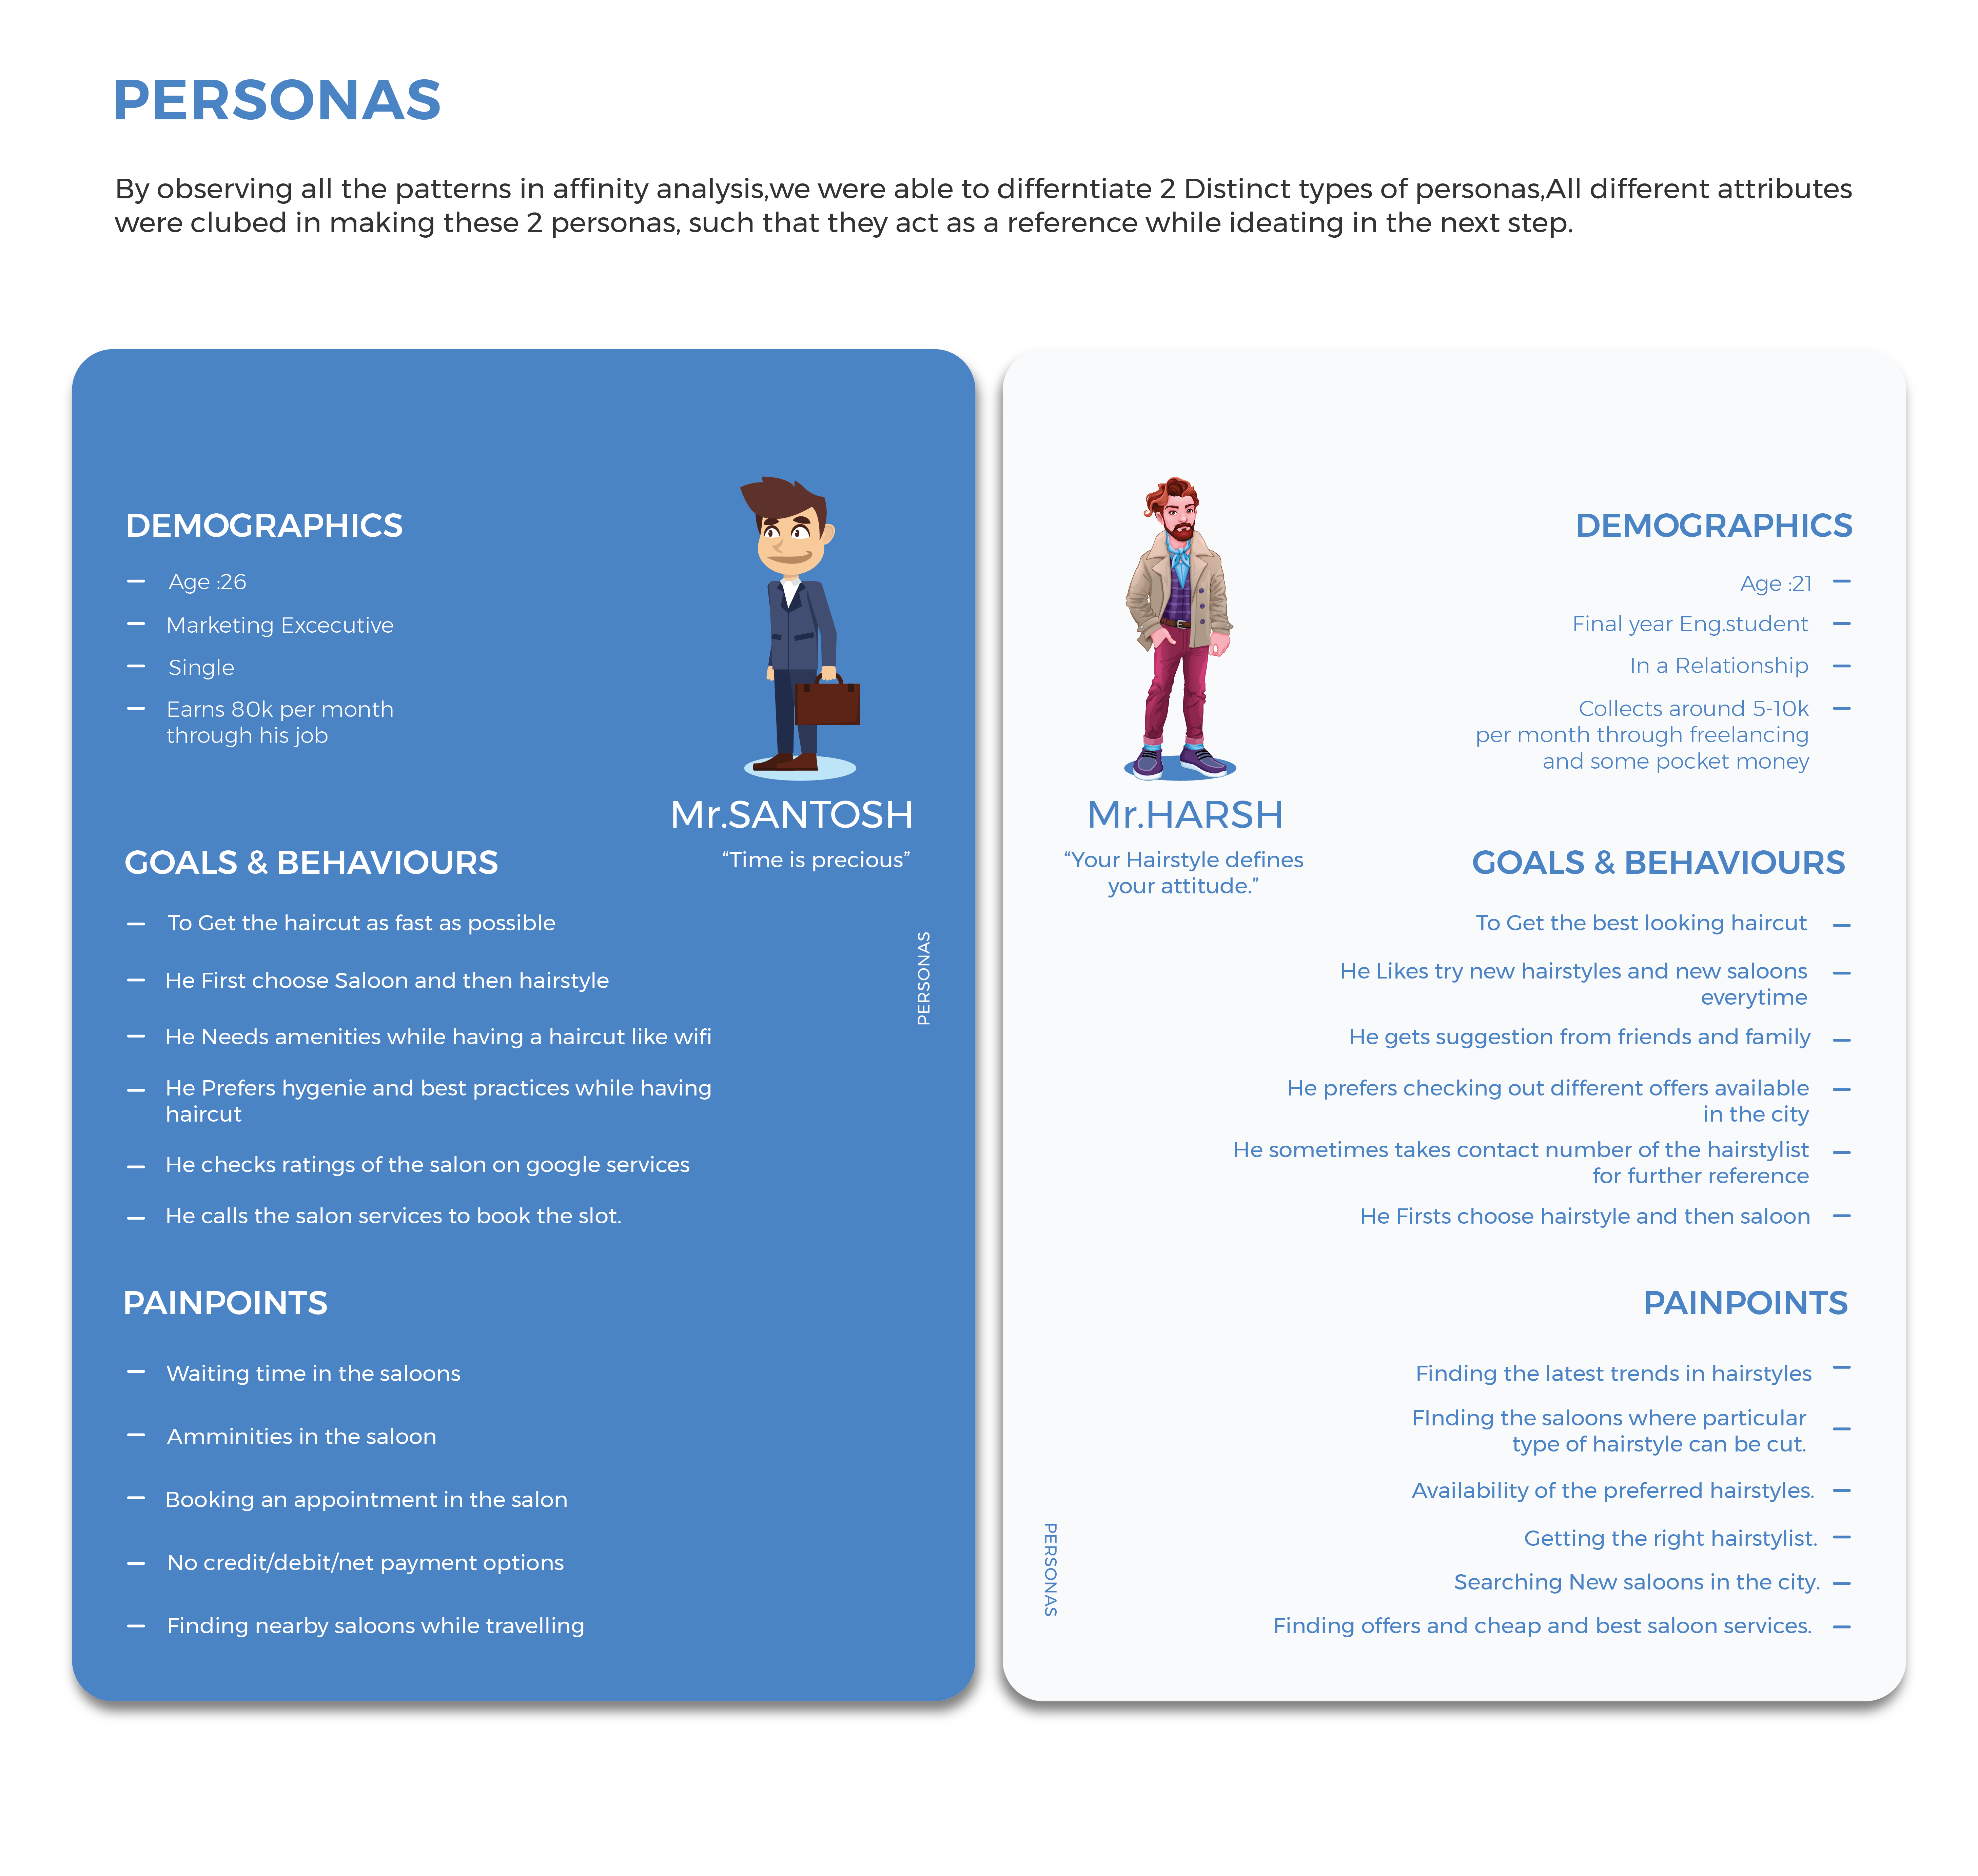 PERSONAS
By observing all the patterns in affinity analysis,we were able to differntiate 2 Distinct types of personas,All different attributes
were clubed in making these 2 personas, such that they act as a reference while ideating in the next step.
DEMOGRAPHICS
Age :26
Marketing Excecutive
Single
Earns 80k per month
through his job
Mr.SANTOSH
“Time is precious”
GOALS & BEHAVIOURS
To Get the haircut as fast as possible
He First choose Saloon and then hairstyle
He Needs amenities while having a haircut like wifi
He Prefers hygenie and best practices while having
haircut
He checks ratings of the salon on google services
He calls the salon services to book the slot.
PERSONAS
PAINPOINTS
Waiting time in the saloons
Amminities in the saloon
Booking an appointment in the salon
No credit/debit/net payment options
Finding nearby saloons while travelling
DEMOGRAPHICS
Age :21
Final year Eng.student
In a Relationship
Collects around 5-10k
per month through freelancing
and some pocket money
Mr.HARSH
“Your Hairstyle defines
your attitude.”
GOALS & BEHAVIOURS
To Get the best looking haircut
He Likes try new hairstyles and new saloons
everytime
He gets suggestion from friends and family
He prefers checking out different offers available
in the city
He sometimes takes contact number of the hairstylist
for further reference
He Firsts choose hairstyle and then saloon
PAINPOINTS
Finding the latest trends in hairstyles
FInding the saloons where particular
type of hairstyle can be cut.
Availability of the preferred hairstyles.
Getting the right hairstylist.
Searching New saloons in the city.
Finding offers and cheap and best saloon services.
PERSONAS